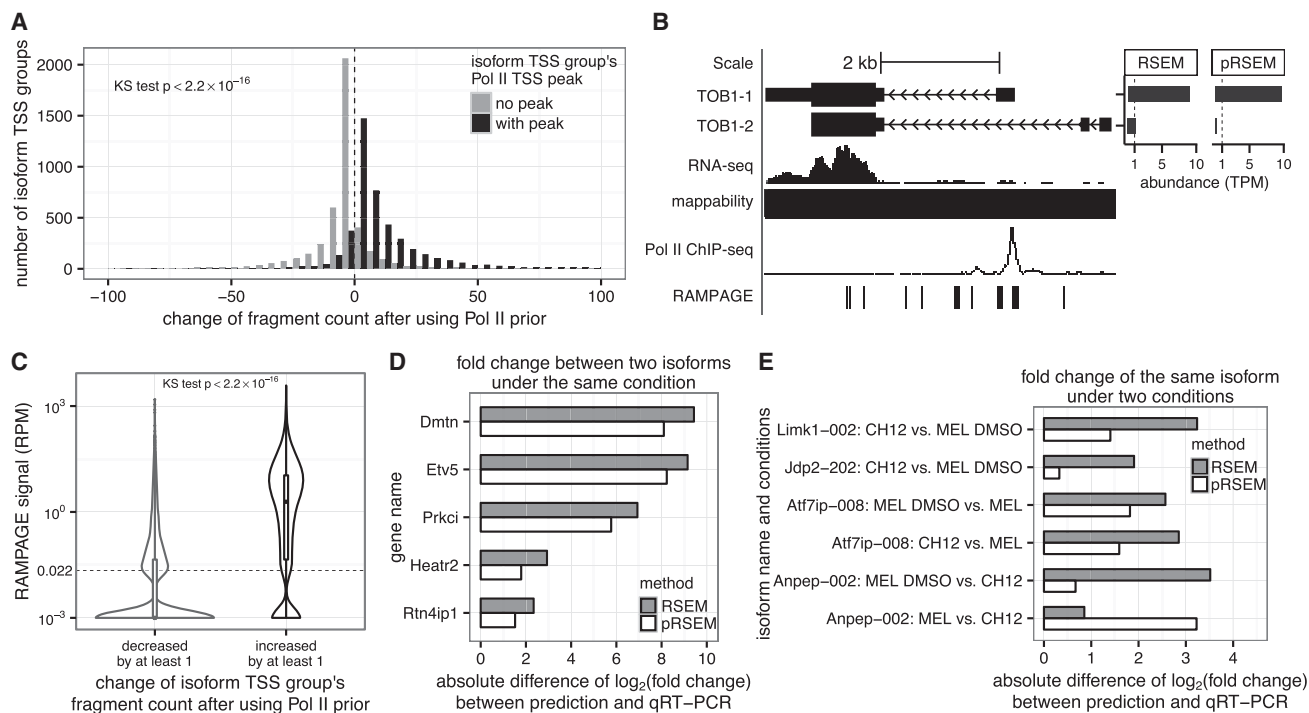 A
number of isoform TSS groups
2000
1500
1000
500
0
KS test p < 2.2 × 10−16
isoform TSS group's
Pol II TSS peak
no peak
with peak
−100
−50
0
50
100
change of fragment count after using Pol II prior
B
Scale
2 kb
TOB1-1
TOB1-2
RNA-seq
mappability
Pol II ChIP-seq
RAMPAGE
RSEM
pRSEM
1 5 10
1 5 10
abundance (TPM)
C
RAMPAGE signal (RPM)
10³
10⁰
0.022
10⁻³
KS test p < 2.2 × 10⁻¹⁶
decreased
by at least 1
increased
by at least 1
change of isoform TSS group's
fragment count after using Pol II prior
D
fold change between two isoforms
under the same condition
gene name
Dmtn
Etv5
Prkci
Heatr2
Rtn4ip1
method
RSEM
pRSEM
0 2 4 6 8 10
absolute difference of log₂(fold change)
between prediction and qRT−PCR
E
fold change of the same isoform
under two conditions
isoform name and conditions
Limk1−002: CH12 vs. MEL DMSO
Jdp2−202: CH12 vs. MEL DMSO
Atf7ip−008: MEL DMSO vs. MEL
Atf7ip−008: CH12 vs. MEL
Anpep−002: MEL DMSO vs. CH12
Anpep−002: MEL vs. CH12
method
RSEM
pRSEM
0 1 2 3 4
absolute difference of log₂(fold change)
between prediction and qRT−PCR